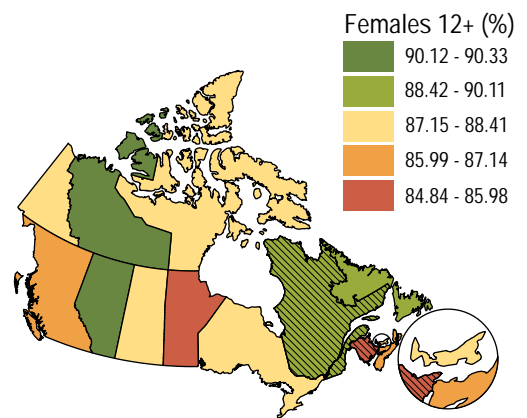 Females 12+ (%)
90.12 - 90.33
88.42 - 90.11
87.15 - 88.41
85.99 - 87.14
84.84 - 85.98